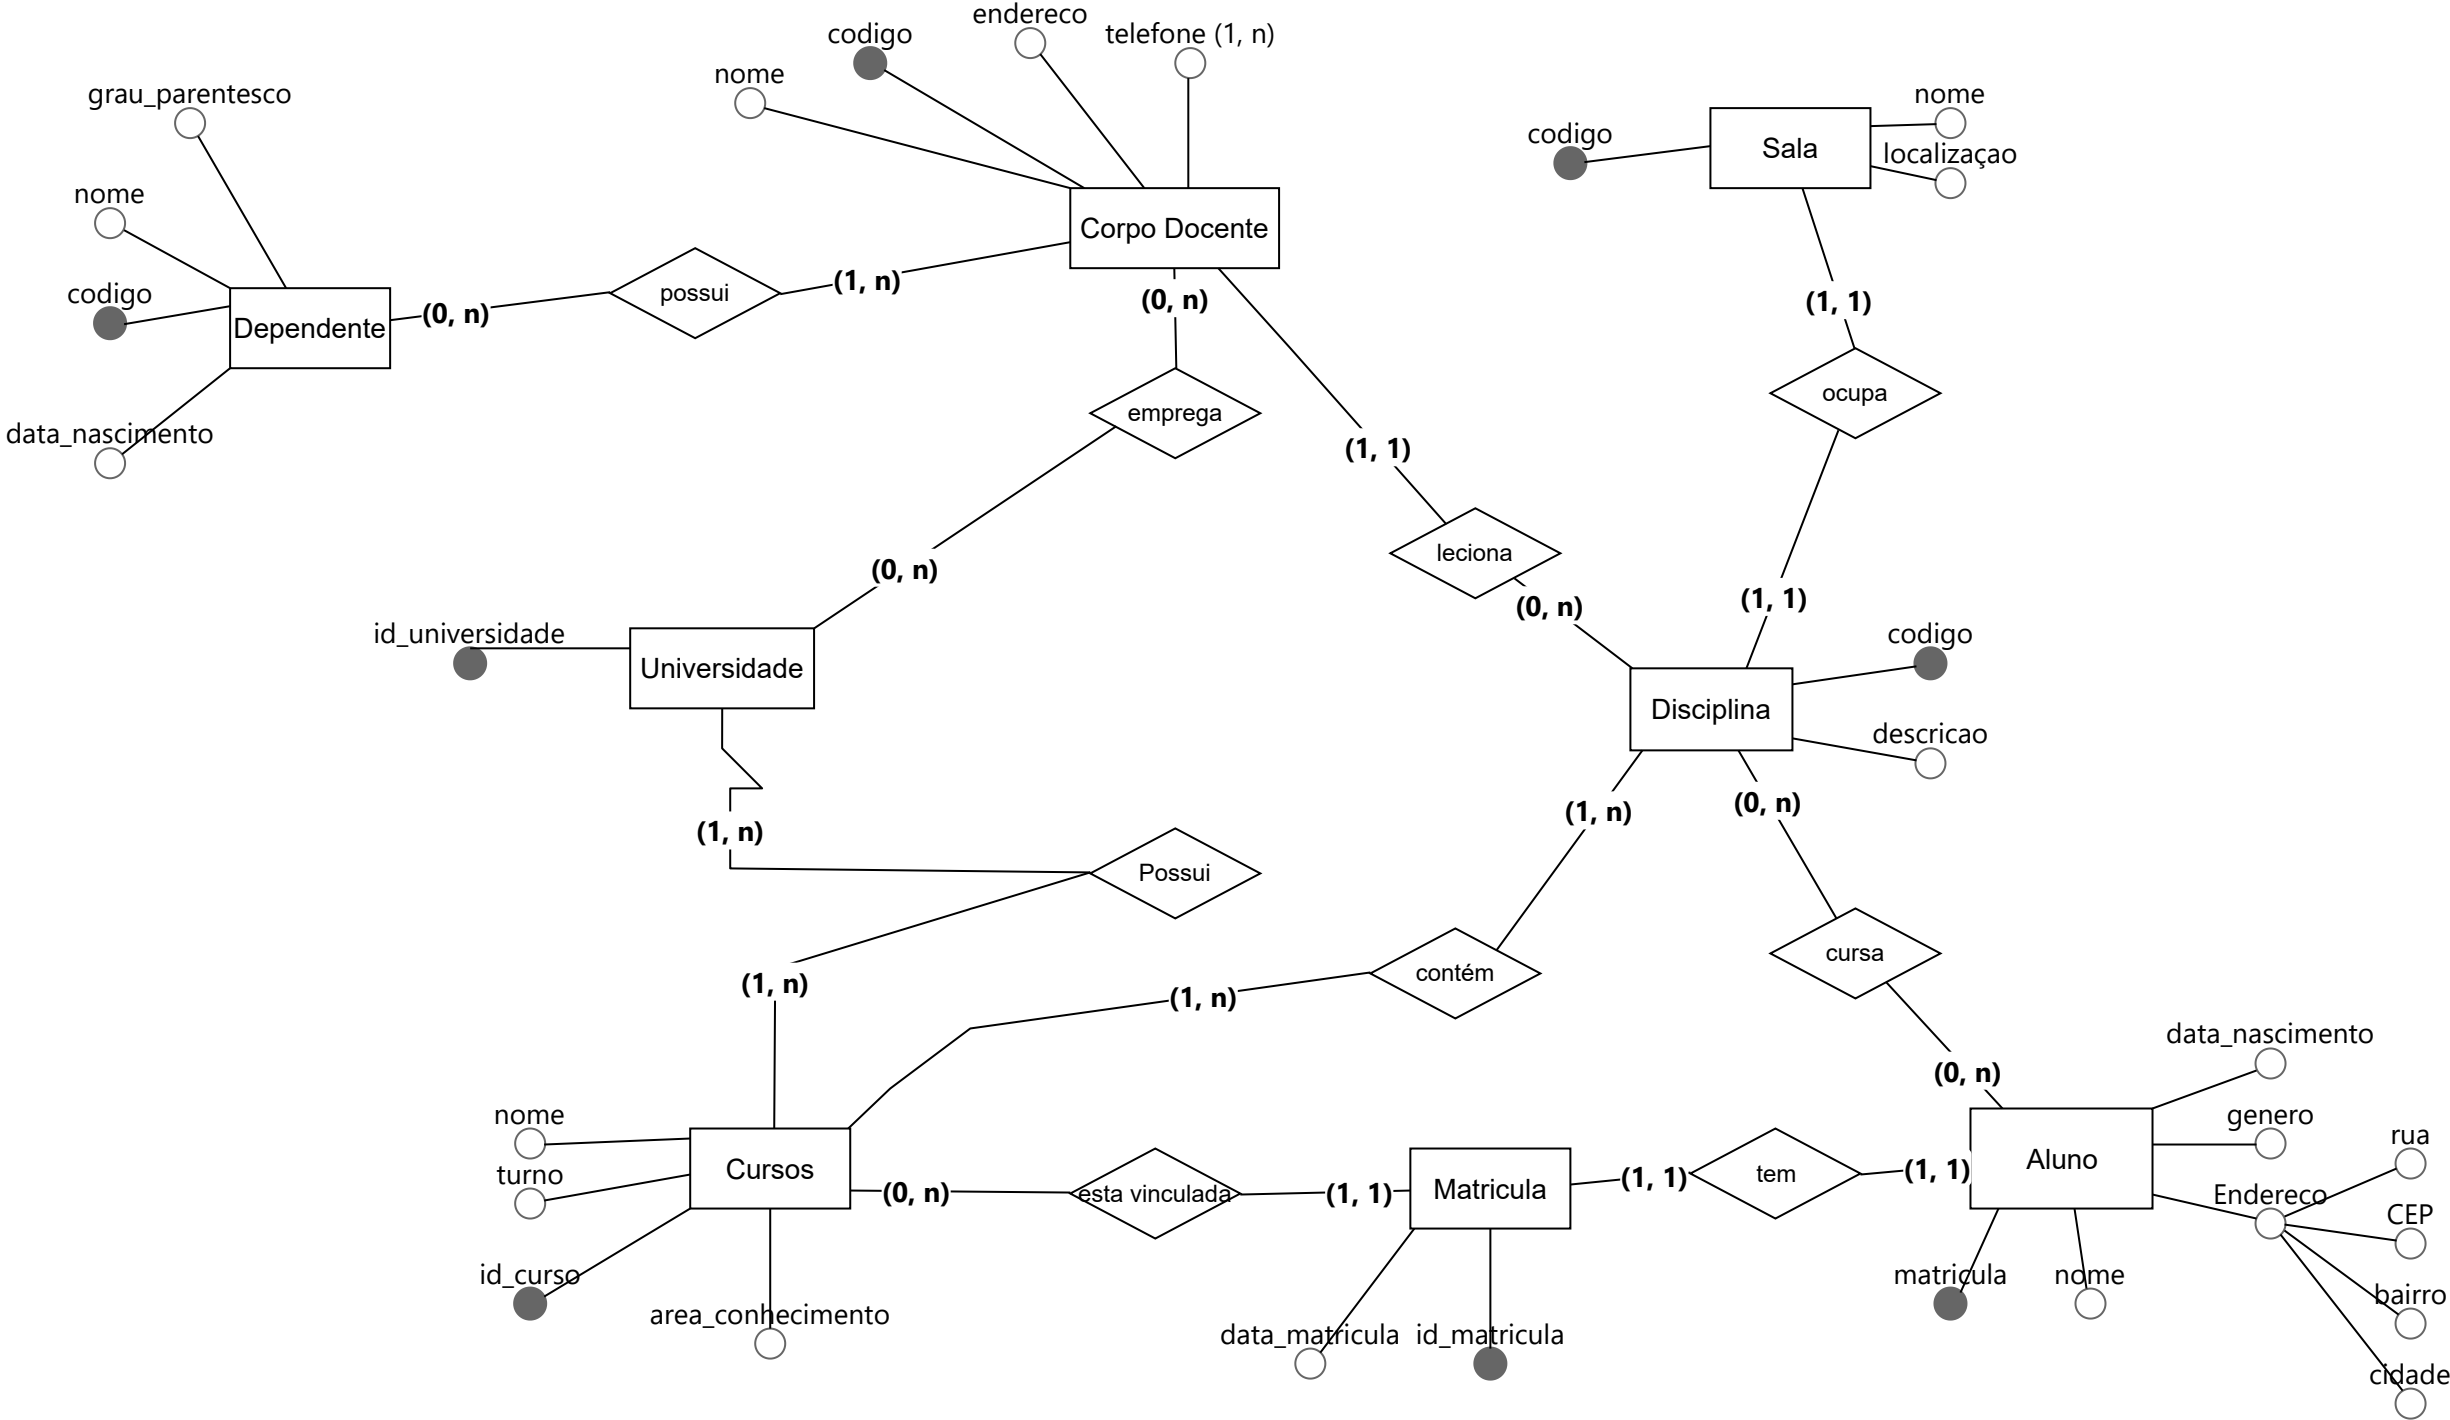 endereco
codigo
telefone (1, n)
nome
grau_parentesco
nome
codigo
Sala
localizaçao
nome
codigo
Corpo Docente
Dependente
data_nascimento
(0, n)
possui
(1, n)
(0, n)
(1, 1)
emprega
ocupa
(1, 1)
leciona
(0, n)
(0, n)
(1, 1)
id_universidade
Universidade
codigo
Disciplina
descricao
(1, n)
(1, n)
(0, n)
Possui
cursa
contém
(1, n)
(1, n)
(0, n)
data_nascimento
nome
turno
Cursos
id_curso
area_conhecimento
(0, n)
esta vinculada
(1, 1)
Matricula
(1, 1)
tem
(1, 1)
Aluno
genero
rua
Endereco
CEP
bairro
cidade
matricula
nome
data_matricula
id_matricula